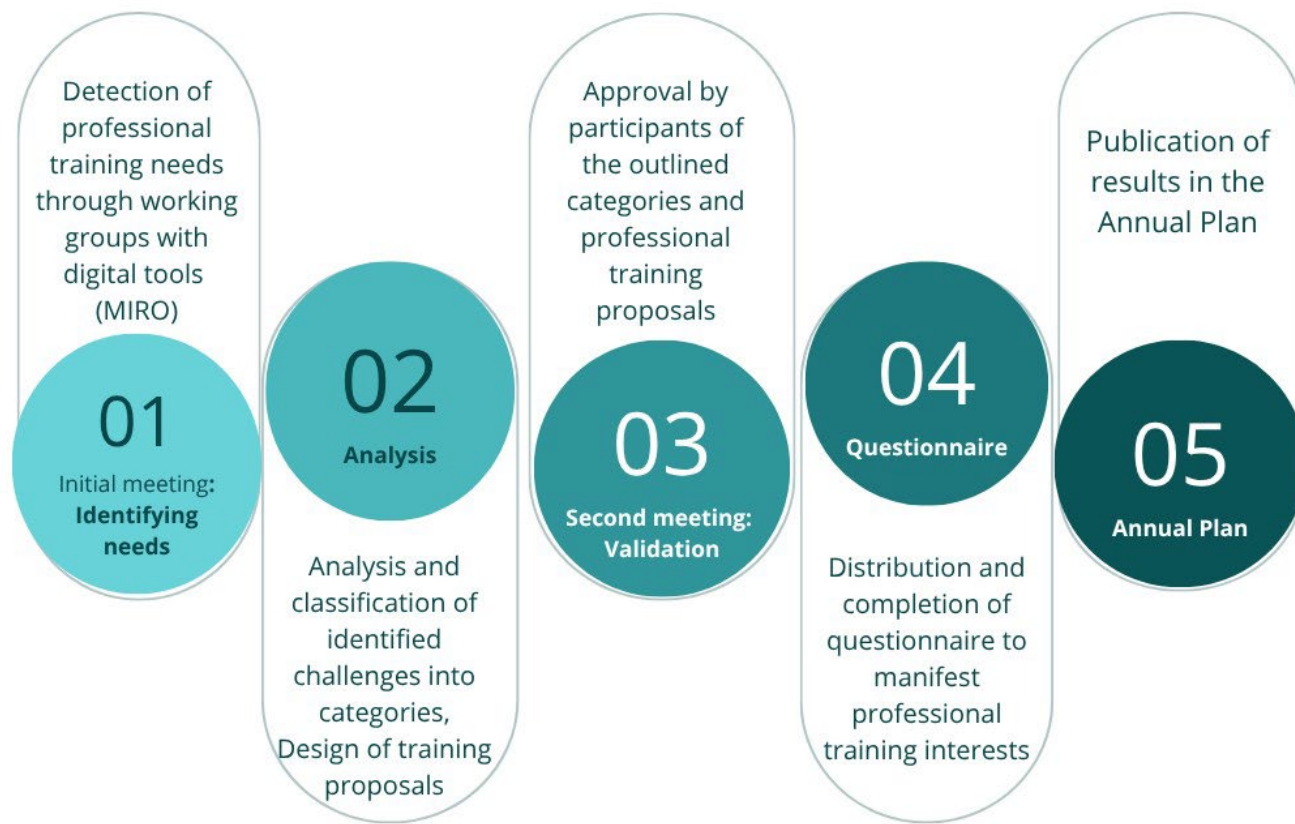 Detection of
professional
training needs
through working
groups with
digital tools
(MIRO)
01
Initial meeting:
Identifying
needs
02
Analysis
Analysis and
classification of
identified
challenges into
categories,
Design of training
proposals
Approval by
participants of
the outlined
categories and
professional
training
proposals
03
Second meeting:
Validation
04
Questionnaire
Distribution and
completion of
questionnaire to
manifest
professional
training interests
Publication of
results in the
Annual Plan
05
Annual Plan